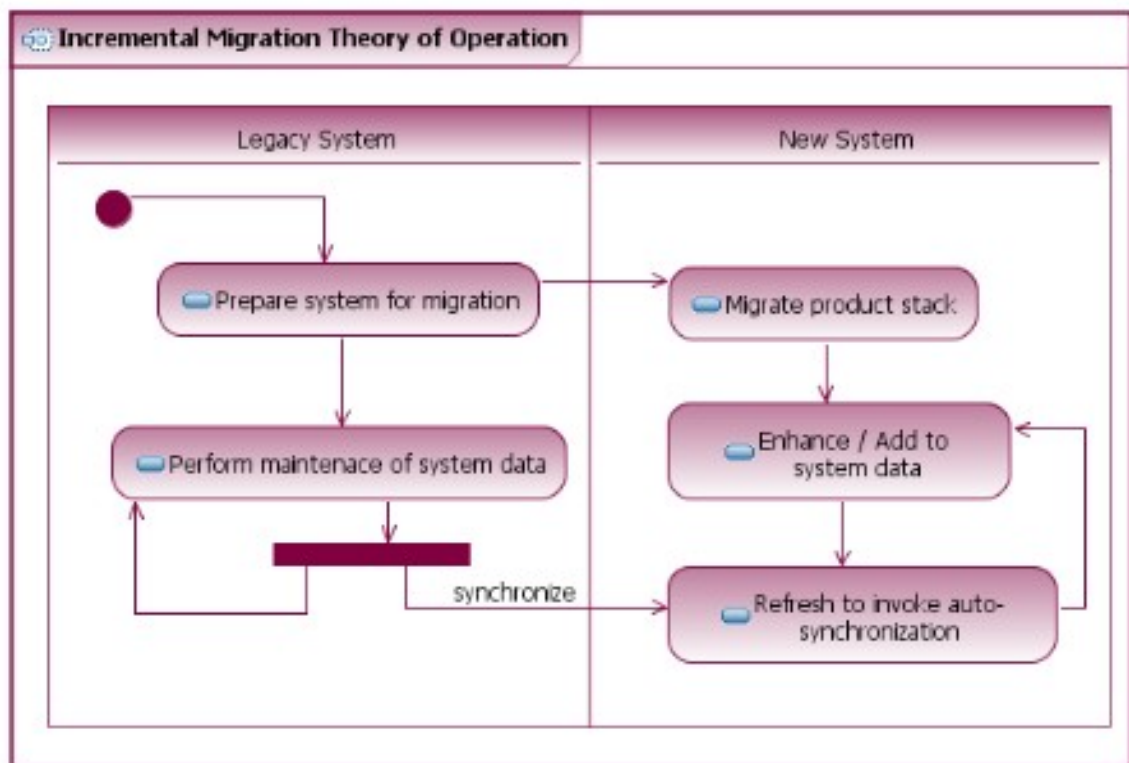 Incremental Migration Theory of Operation
Legacy System
New System
Prepare system for migration
Migrate product stack
Perform maintenace of system data
Enhance / Add to
system data
synchronize
Refresh to invoke auto-
synchronization